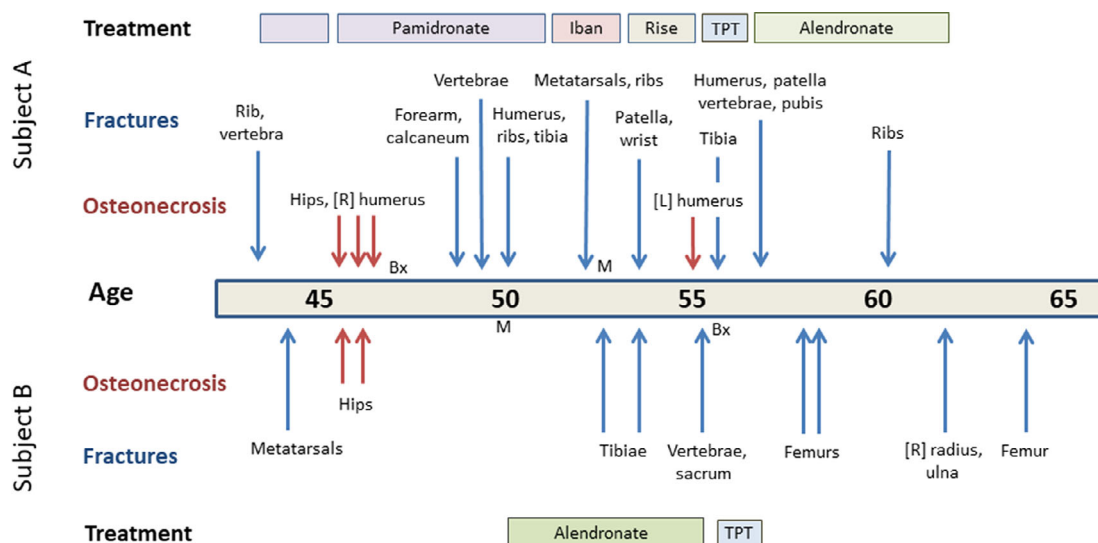 Treatment
Pamidronate
Iban
Rise
TPT
Alendronate
Subject A
Fractures
Rib,
vertebra
Forearm,
calcaneum
Vertebrae
Humerus,
ribs, tibia
Metatarsals, ribs
Patella,
wrist
Tibia
Humerus, patella
vertebrae, pubis
Ribs
Osteonecrosis
Hips, [R] humerus
[L] humerus
Bx
M
Age
45
50
55
60
65
M
Bx
Subject B
Osteonecrosis
Hips
Fractures
Metatarsals
Tibiae
Vertebrae,
sacrum
Femurs
[R] radius,
ulna
Femur
Treatment
Alendronate
TPT